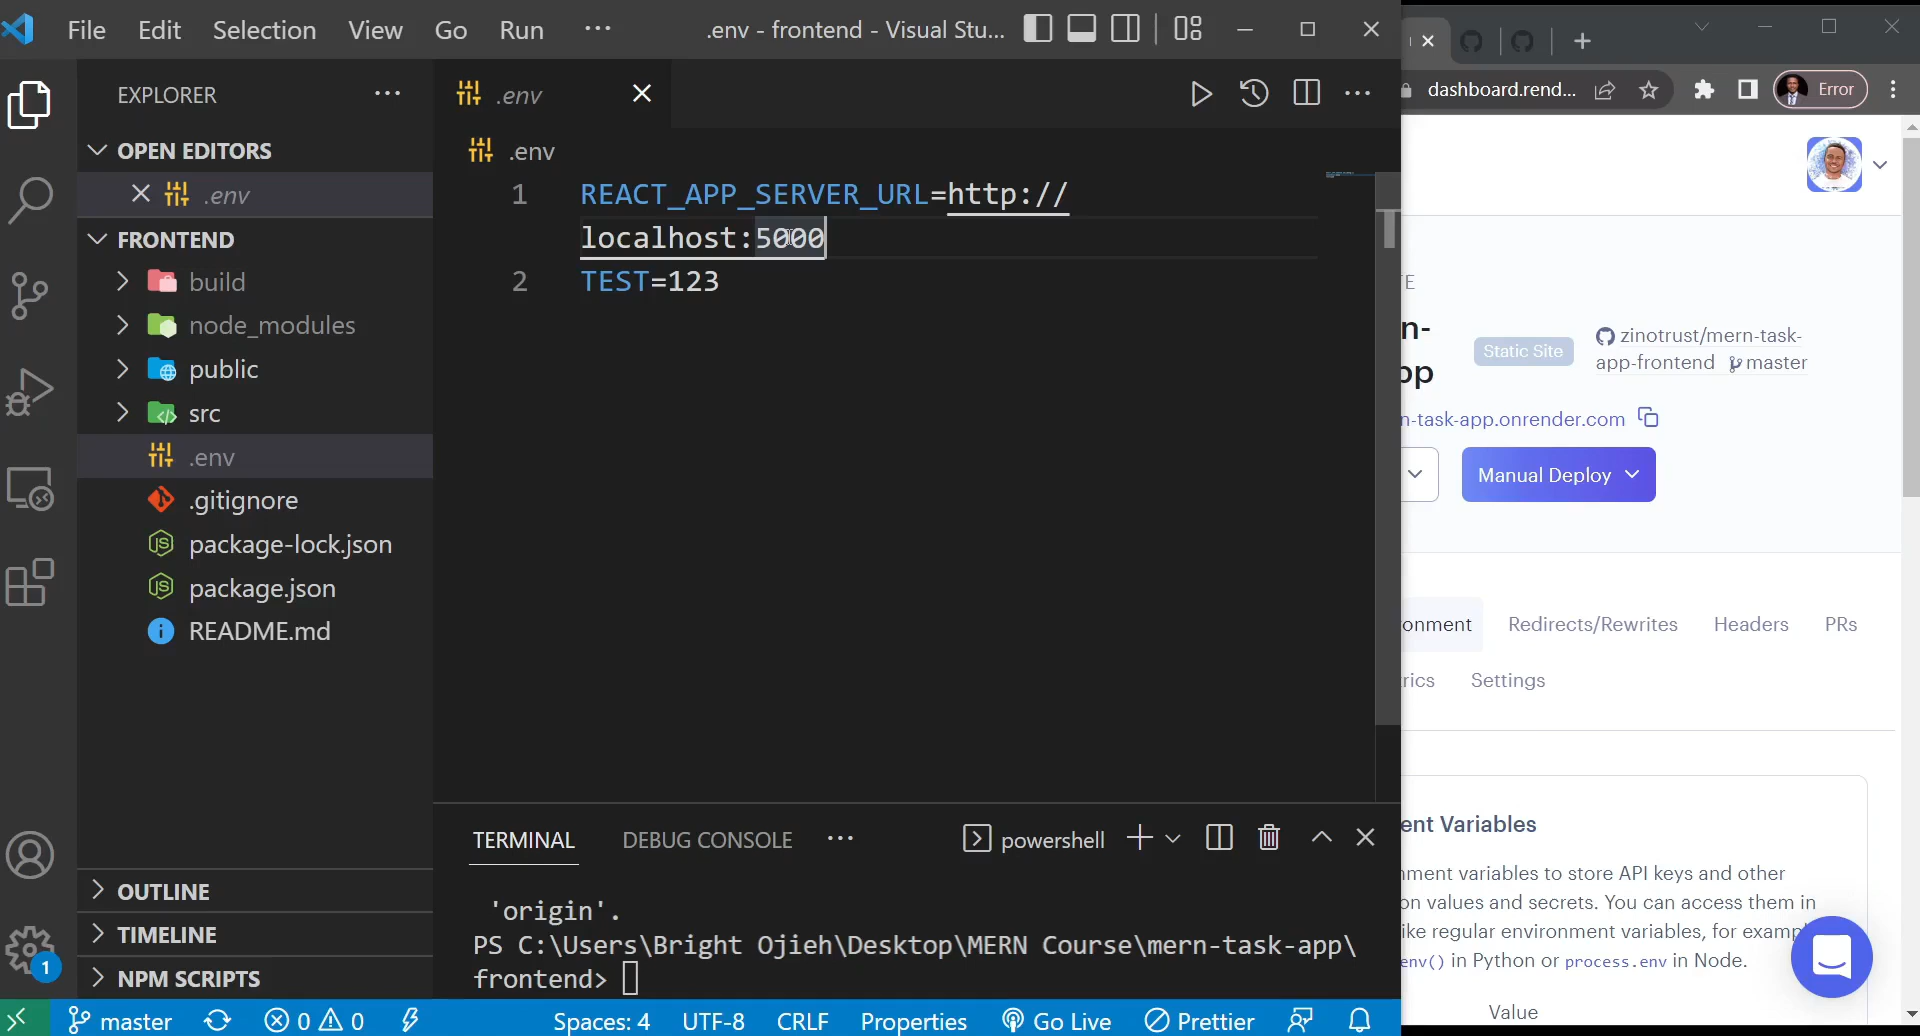 File Edit Selection View Go Run ···
.env - frontend - Visual Stu...
EXPLORER ···
OPEN EDITORS
.env
FRONTEND
build
node_modules
public
src
.env
.gitignore
package-lock.json
package.json
README.md
OUTLINE
TIMELINE
NPM SCRIPTS
1
.env
.env
1 REACT_APP_SERVER_URL=http://
localhost:5000
2 TEST=123
TERMINAL DEBUG CONSOLE ··· powershell
'origin'.
PS C:\Users\Bright Ojieh\Desktop\MERN Course\mern-task-app\
frontend>
master 0 0 Spaces: 4 UTF-8 CRLF Properties Go Live Prettier
dashboard.rend... Error
TE
n-
pp
Static Site
zinotrust/mern-task-
app-frontend master
n-task-app.onrender.com
Manual Deploy
onment Redirects/Rewrites Headers PRs
rics Settings
ent Variables
nment variables to store API keys and other
on values and secrets. You can access them in
ike regular environment variables, for examp
env() in Python or process.env in Node.
Value